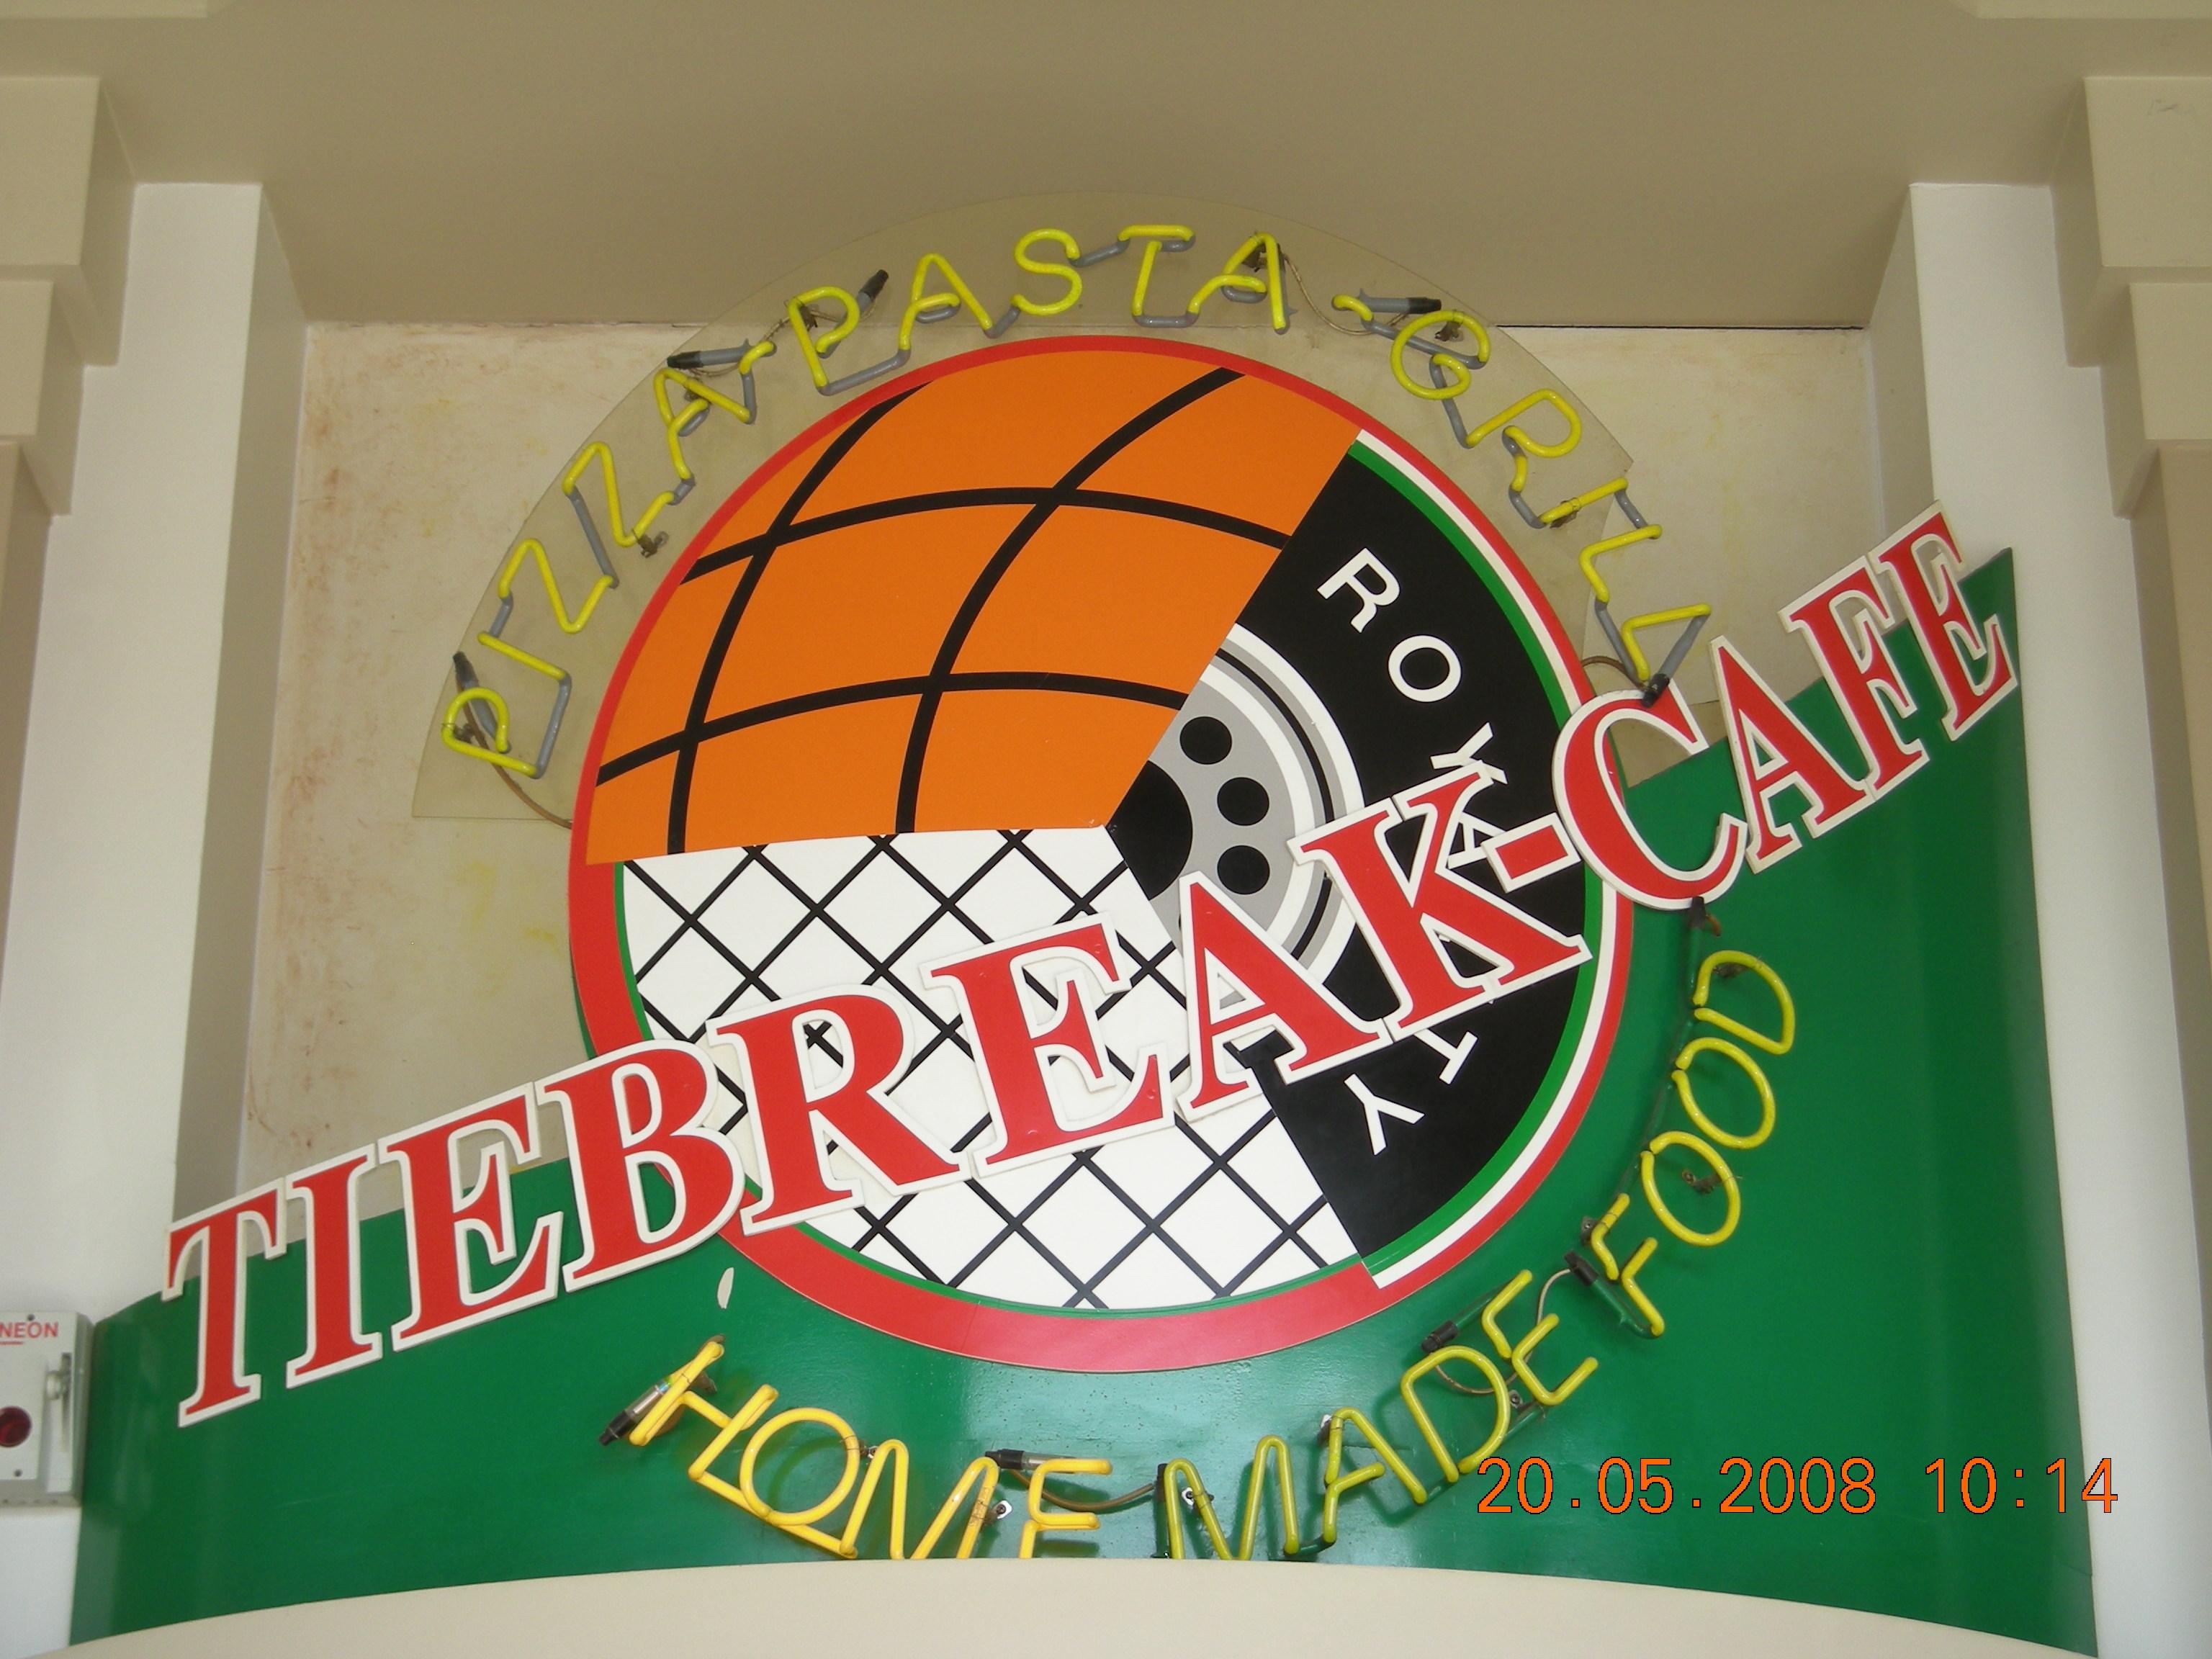 PIZZA-PASTA-GRILL
ROYALTY
TIEBREAK-CAFE
HOME MADE FOOD
NEON
20.05.2008 10:14